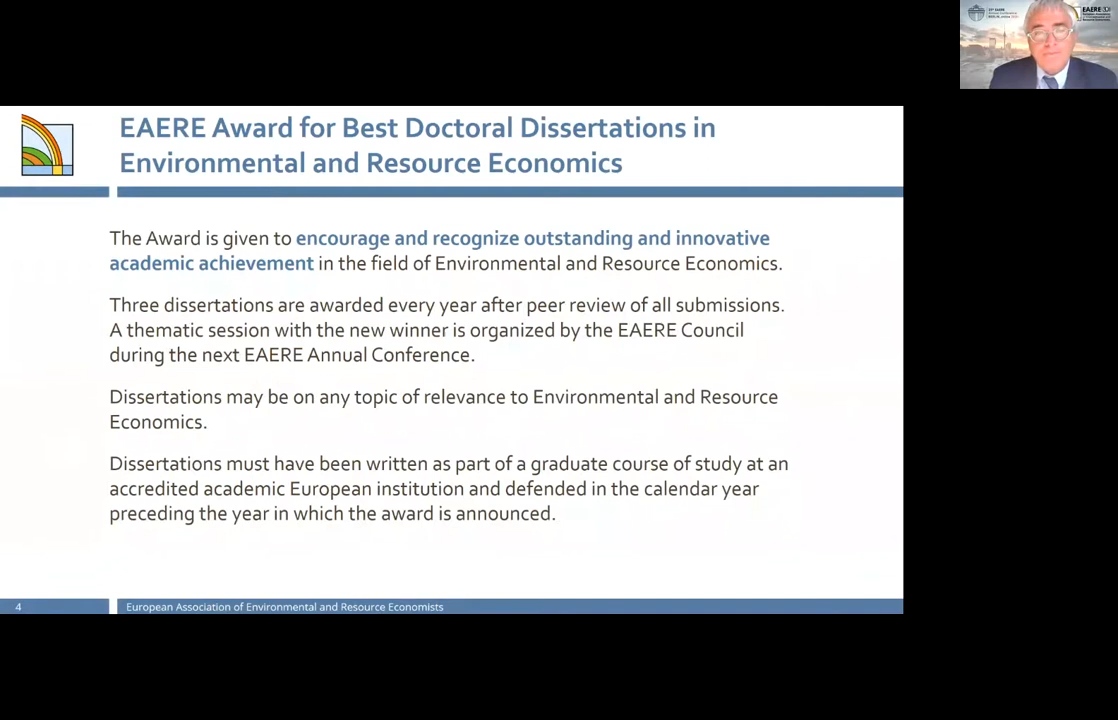 EAERE
EAERE Award for Best Doctoral Dissertations in
Environmental and Resource Economics
The Award is given to encourage and recognize outstanding and innovative
academic achievement in the field of Environmental and Resource Economics.
Three dissertations are awarded every year after peer review of all submissions.
A thematic session with the new winner is organized by the EAERE Council
during the next EAERE Annual Conference.
Dissertations may be on any topic of relevance to Environmental and Resource
Economics.
Dissertations must have been written as part of a graduate course of study at an
accredited academic European institution and defended in the calendar year
preceding the year in which the award is announced.
4
European Association of Environmental and Resource Economists